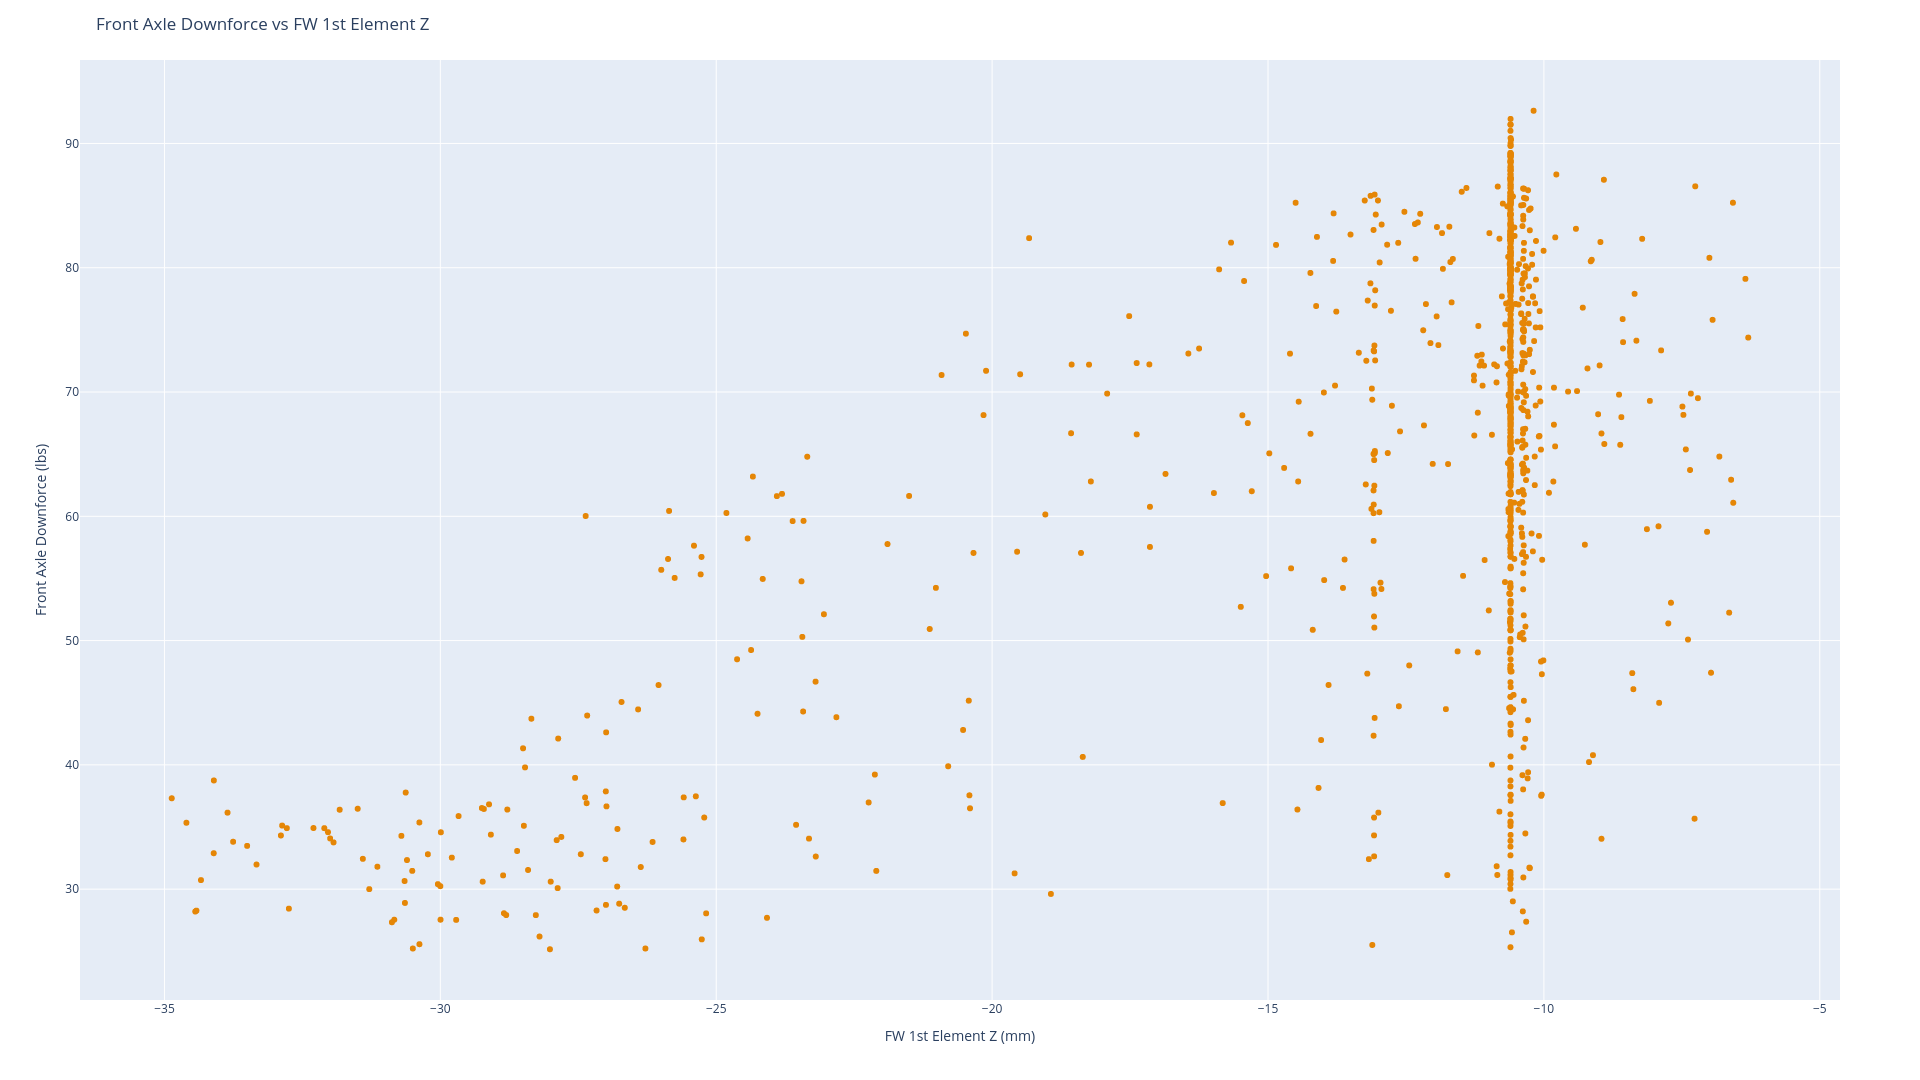 Front Axle Downforce vs FW 1st Element Z
90
80
70
60
50
40
30
Front Axle Downforce (lbs)
−35 −30 −25 −20 −15 −10 −5
FW 1st Element Z (mm)